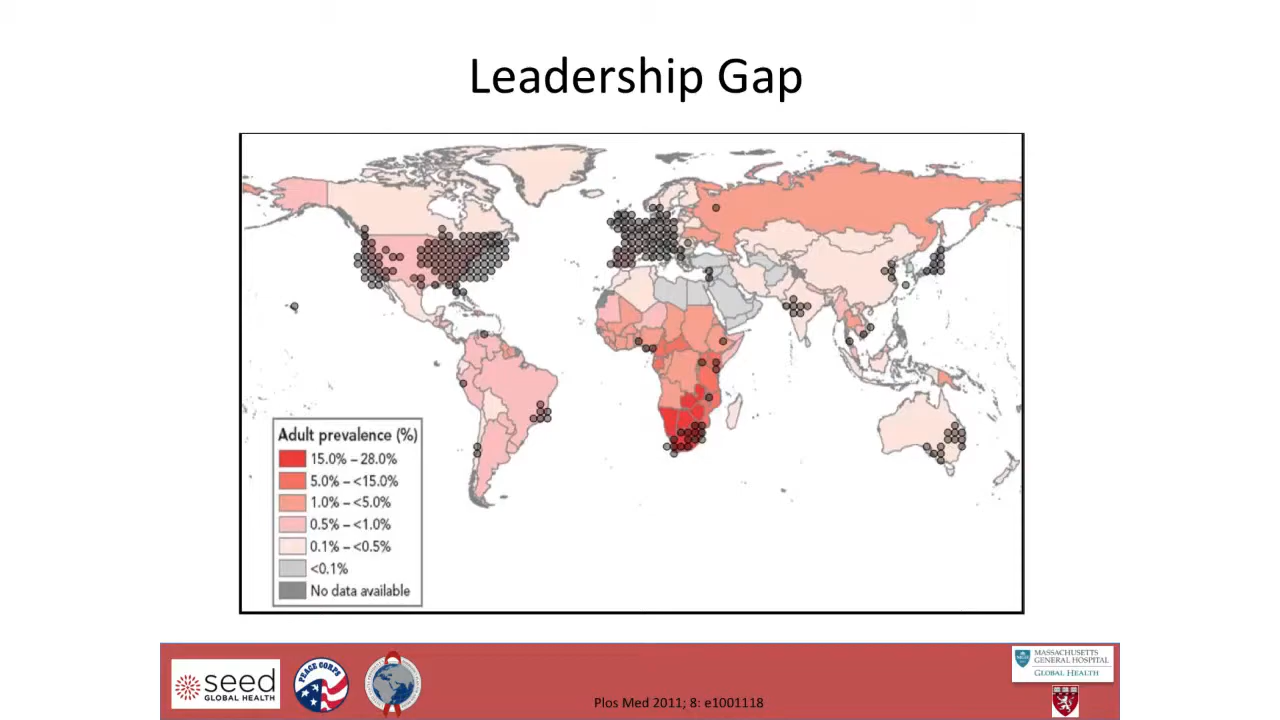 Leadership Gap
Adult prevalence (%)
15.0% – 28.0%
5.0% – <15.0%
1.0% – <5.0%
0.5% – <1.0%
0.1% – <0.5%
<0.1%
No data available
seed
GLOBAL HEALTH
PEACE CORPS
Plos Med 2011; 8: e1001118
MASSACHUSETTS
GENERAL HOSPITAL
GLOBAL HEALTH